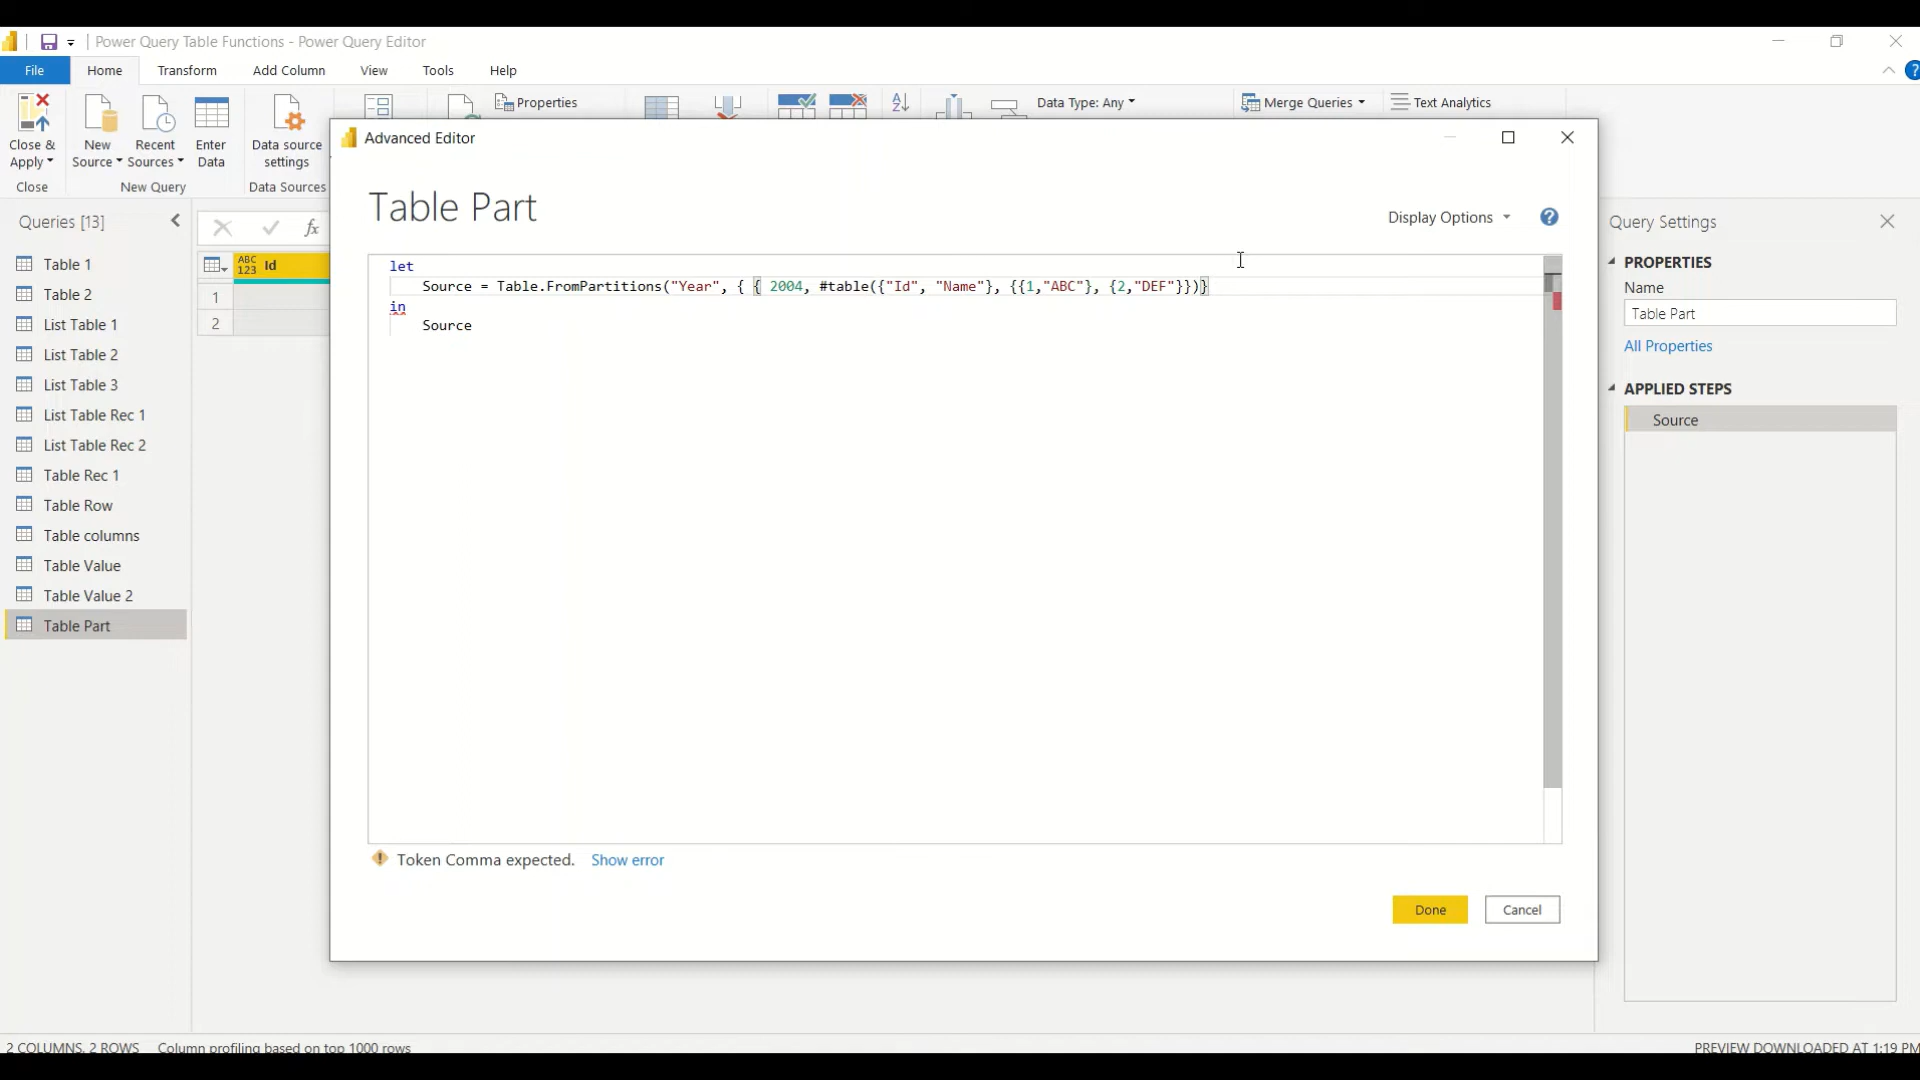 Power Query Table Functions - Power Query Editor
File Home Transform Add Column View Tools Help
Close & Apply
New Source
Recent Sources
Enter Data
Data source settings
Properties
Data Type: Any
Merge Queries
Text Analytics
Close
New Query
Data Sources
Queries [13]
fx
ABC 123 Id
1
2
Table 1
Table 2
List Table 1
List Table 2
List Table 3
List Table Rec 1
List Table Rec 2
Table Rec 1
Table Row
Table columns
Table Value
Table Value 2
Table Part
Advanced Editor
Table Part
Display Options
?
let
Source = Table.FromPartitions("Year", { { 2004, #table({"Id", "Name"}, {{1,"ABC"}, {2,"DEF"}})}
in
Source
Token Comma expected. Show error
Done
Cancel
Query Settings
PROPERTIES
Name
Table Part
All Properties
APPLIED STEPS
Source
2 COLUMNS, 2 ROWS Column profiling based on top 1000 rows
PREVIEW DOWNLOADED AT 1:19 PM